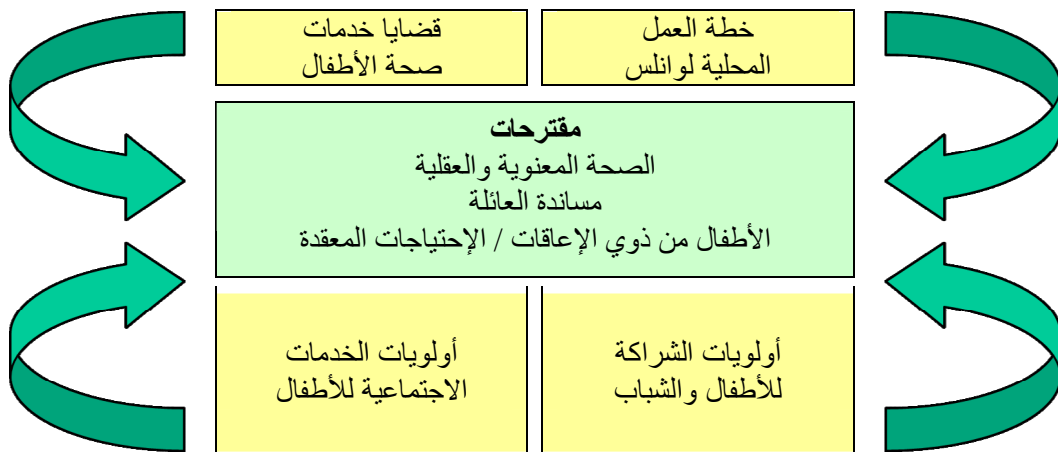 خطة العمل
المحلية لوانلس
قضايا خدمات
صحة الأطفال
مقترحات
الصحة المعنوية والعقلية
مساندة العائلة
الأطفال من ذوي الإعاقات / الإحتياجات المعقدة
أولويات الشراكة
للأطفال والشباب
أولويات الخدمات
الاجتماعية للأطفال